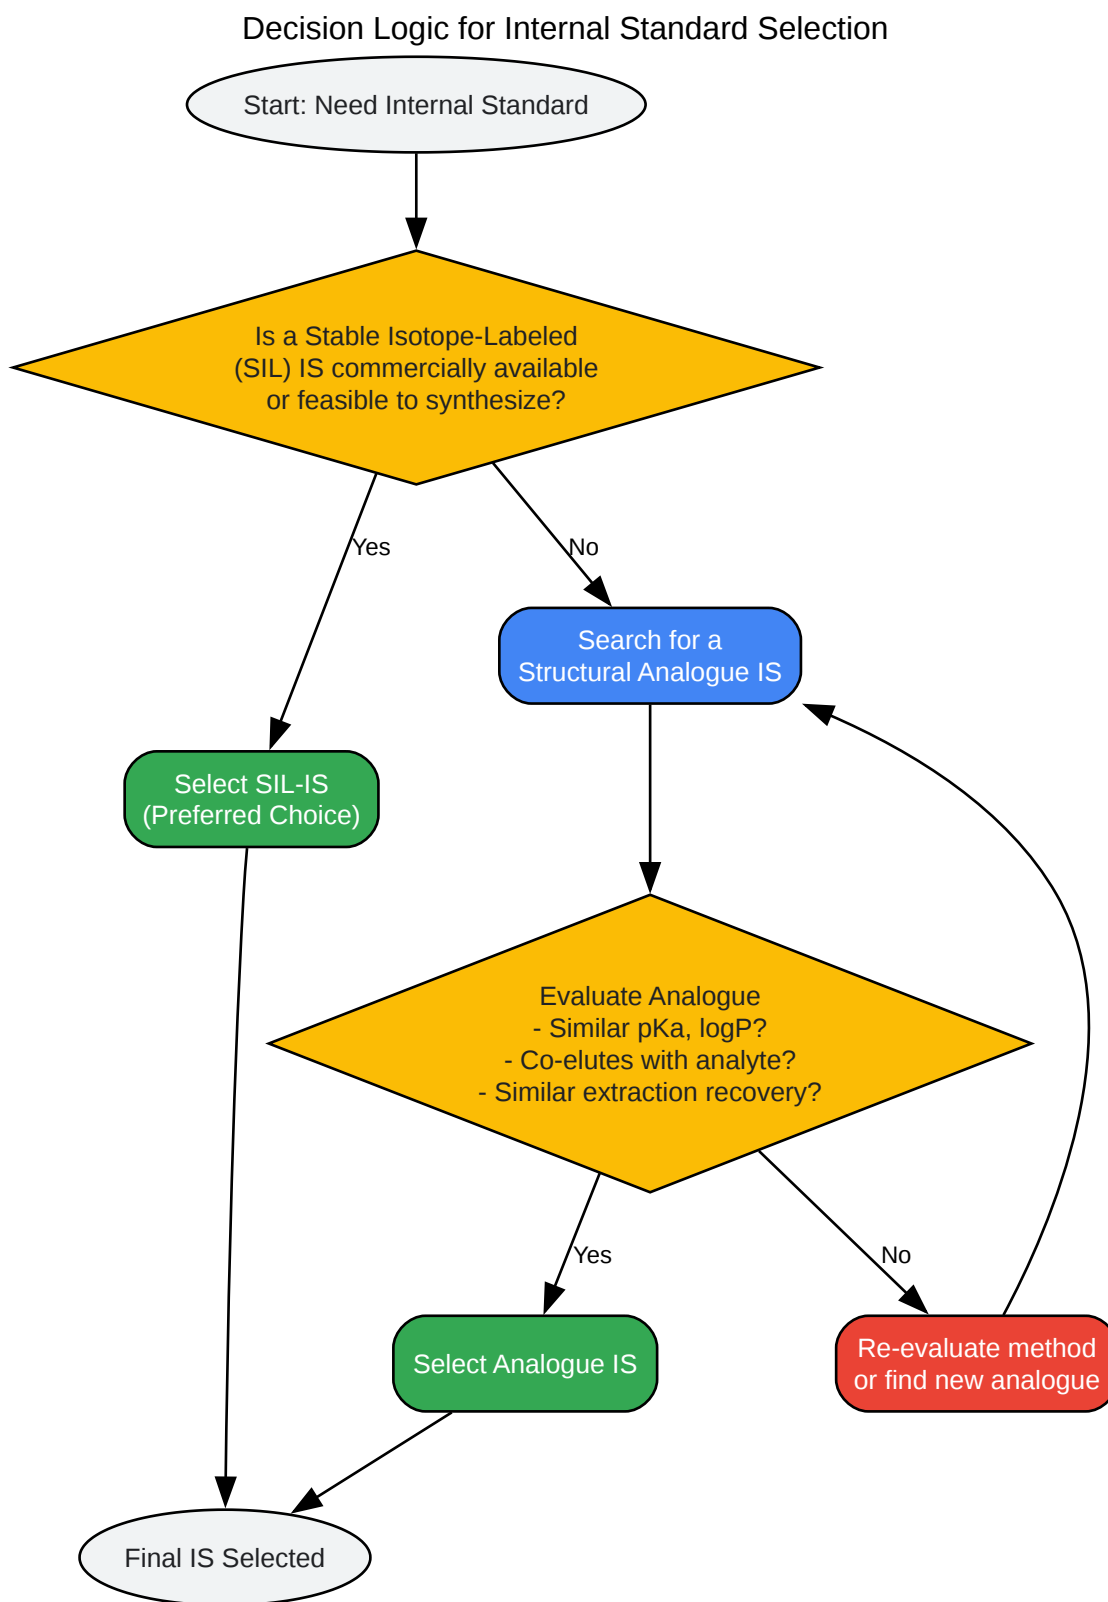 Decision Logic for Internal Standard Selection
Start: Need Internal Standard
Is a Stable Isotope-Labeled
(SIL) IS commercially available
or feasible to synthesize?
Yes
No
Search for a
Structural Analogue IS
Select SIL-IS
(Preferred Choice)
Evaluate Analogue
- Similar pKa, logP?
- Co-elutes with analyte?
- Similar extraction recovery?
Yes
No
Select Analogue IS
Re-evaluate method
or find new analogue
Final IS Selected